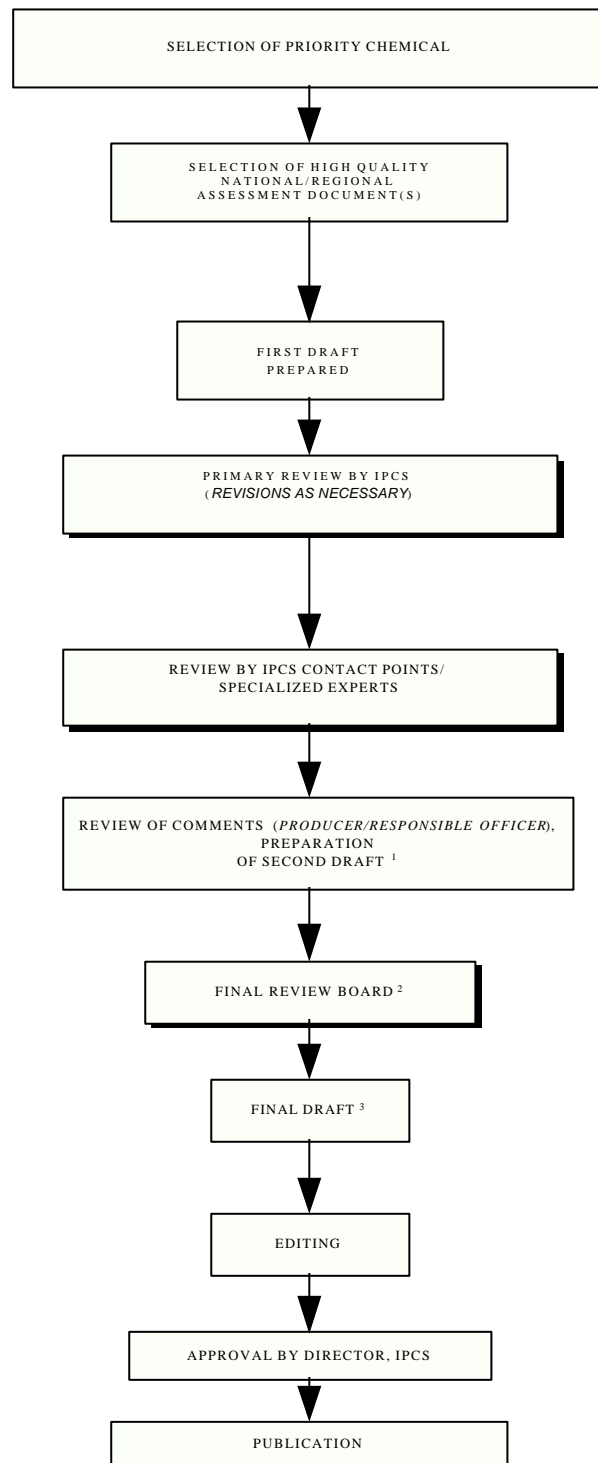 SELECTION OF PRIORITY CHEMICAL
SELECTION OF HIGH QUALITY
NATIONAL/REGIONAL
ASSESSMENT DOCUMENT(S)
FIRST DRAFT
PREPARED
PRIMARY REVIEW BY IPCS
(REVISIONS AS NECESSARY)
REVIEW BY IPCS CONTACT POINTS/
SPECIALIZED EXPERTS
REVIEW OF COMMENTS (PRODUCER/RESPONSIBLE OFFICER),
PREPARATION
OF SECOND DRAFT 1
FINAL REVIEW BOARD 2
FINAL DRAFT 3
EDITING
APPROVAL BY DIRECTOR, IPCS
PUBLICATION